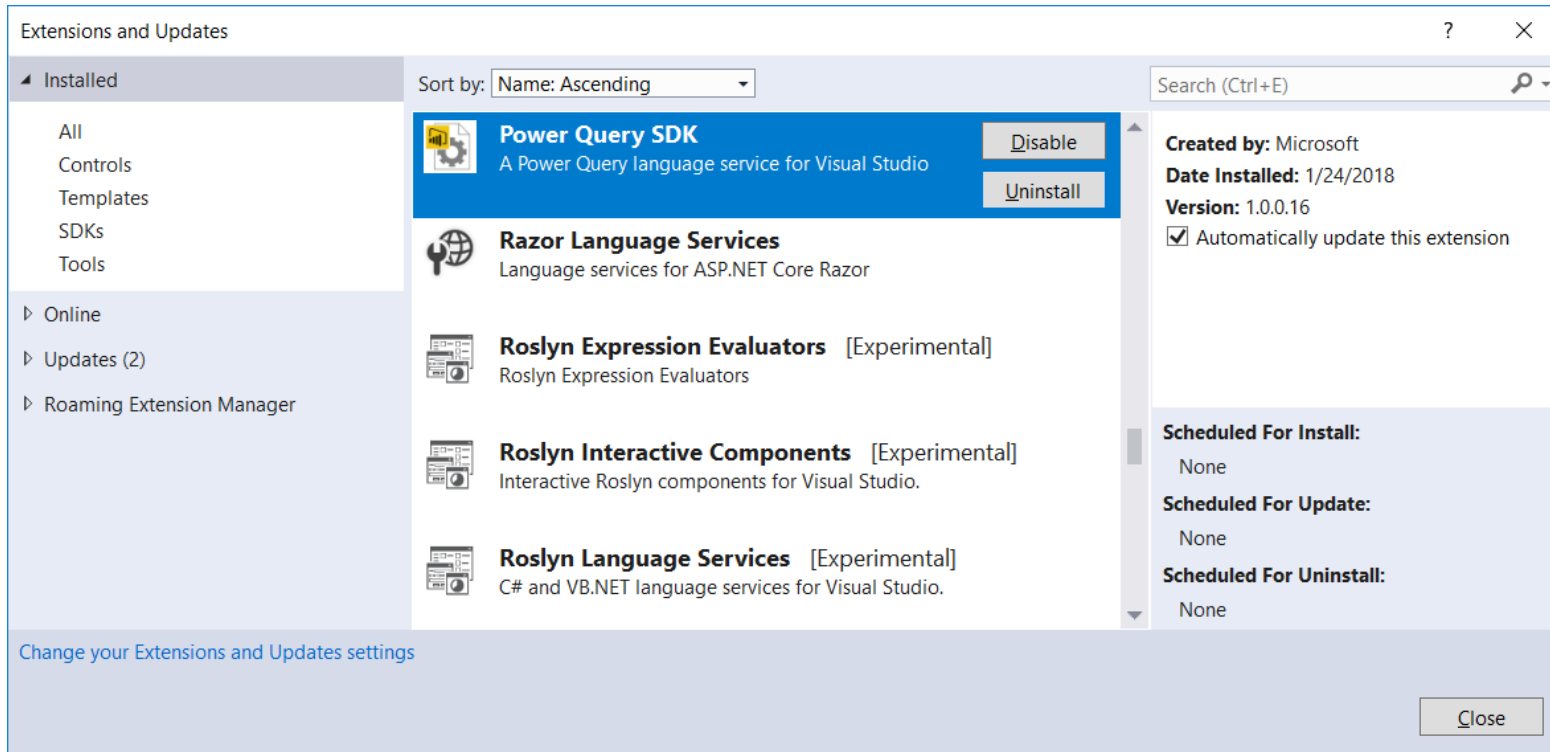 Extensions and Updates
?
Installed
All
Controls
Templates
SDKs
Tools
Online
Updates (2)
Roaming Extension Manager
Sort by: Name: Ascending
Power Query SDK
A Power Query language service for Visual Studio
Disable
Uninstall
Razor Language Services
Language services for ASP.NET Core Razor
Roslyn Expression Evaluators [Experimental]
Roslyn Expression Evaluators
Roslyn Interactive Components [Experimental]
Interactive Roslyn components for Visual Studio.
Roslyn Language Services [Experimental]
C# and VB.NET language services for Visual Studio.
Search (Ctrl+E)
Created by: Microsoft
Date Installed: 1/24/2018
Version: 1.0.0.16
Automatically update this extension
Scheduled For Install:
None
Scheduled For Update:
None
Scheduled For Uninstall:
None
Change your Extensions and Updates settings
Close